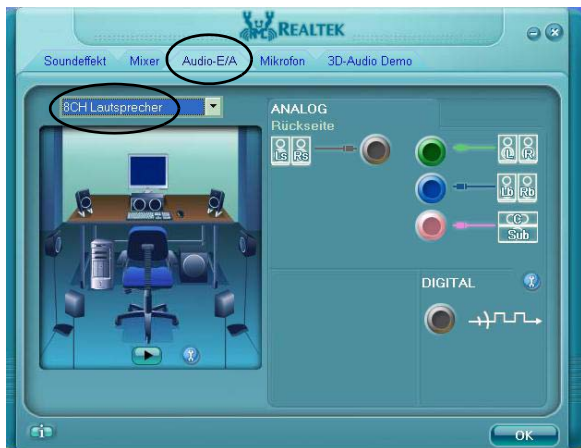 REALTEK
Soundeffekt Mixer Audio-E/A Mikrofon 3D-Audio Demo
8CH Lautsprecher
ANALOG
Rückseite
Ls Rs
L R
Lb Rb
C
Sub
DIGITAL
i
OK